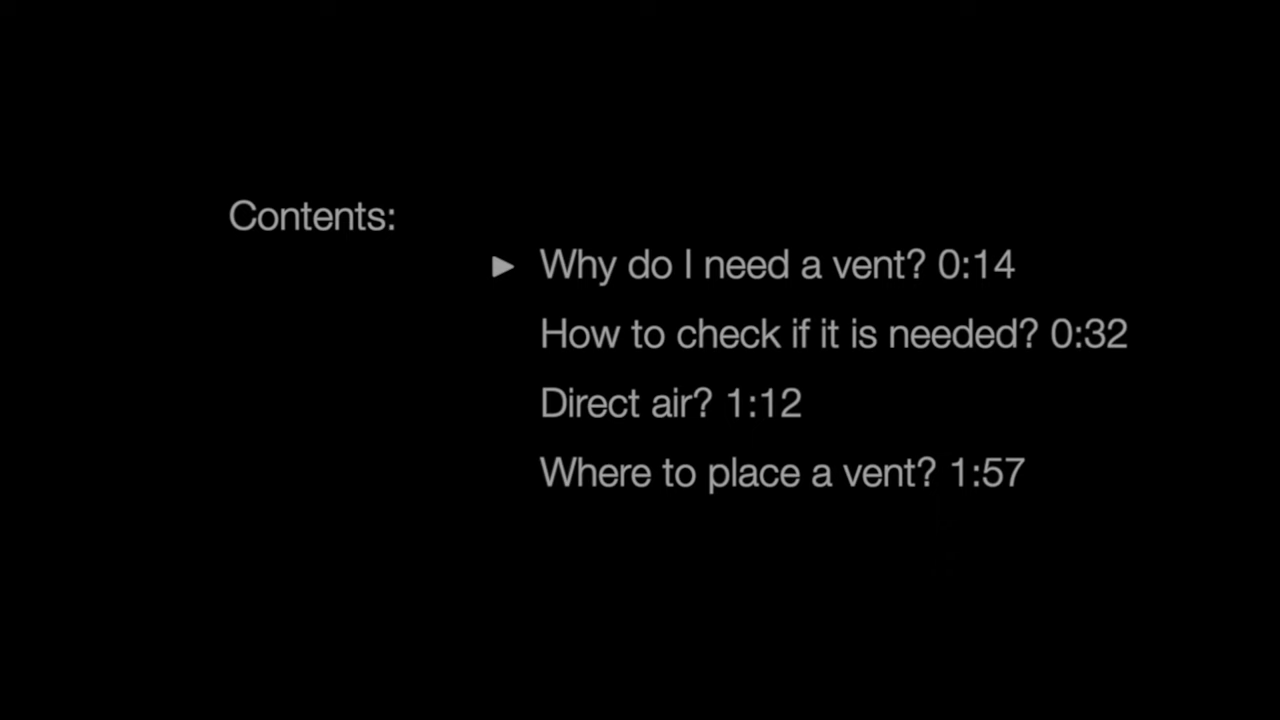 Contents:
► Why do I need a vent? 0:14
How to check if it is needed? 0:32
Direct air? 1:12
Where to place a vent? 1:57